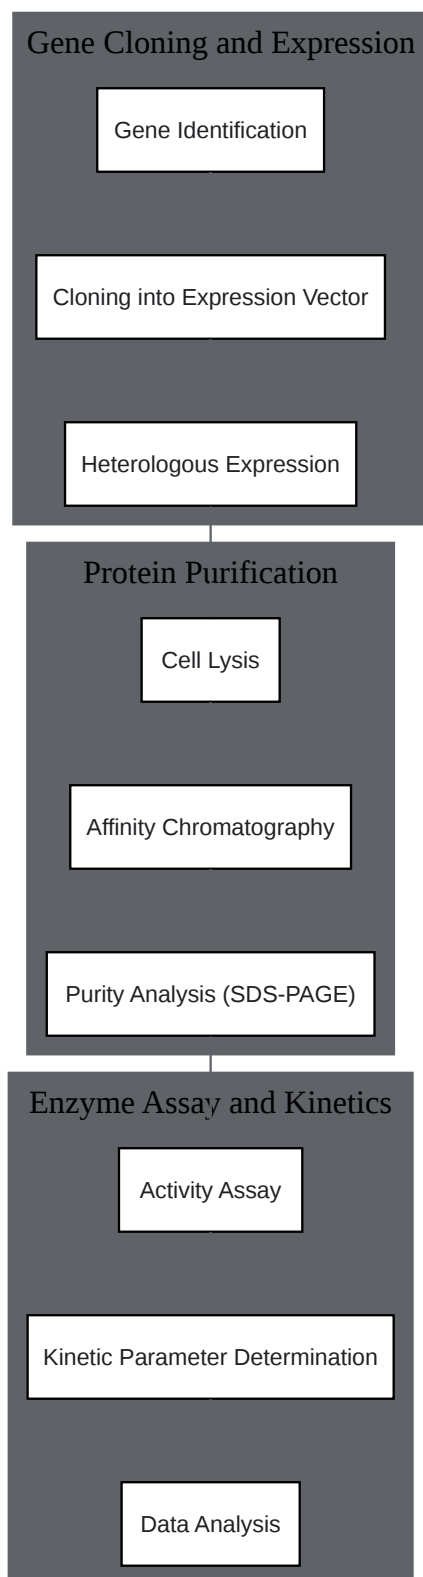 Gene Cloning and Expression
Gene Identification
Cloning into Expression Vector
Heterologous Expression
Protein Purification
Cell Lysis
Affinity Chromatography
Purity Analysis (SDS-PAGE)
Enzyme Assay and Kinetics
Activity Assay
Kinetic Parameter Determination
Data Analysis